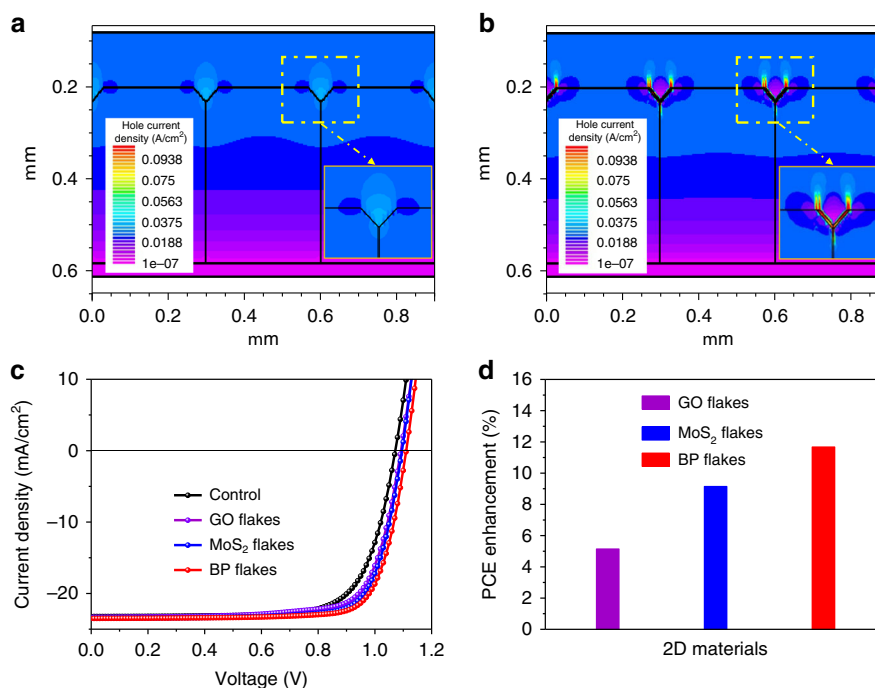 a
0.2
0.4
0.6
mm
Hole current
density (A/cm²)
0.0938
0.075
0.0563
0.0375
0.0188
1e–07
0.0 0.2 0.4 0.6 0.8
mm
b
0.2
0.4
0.6
mm
Hole current
density (A/cm²)
0.0938
0.075
0.0563
0.0375
0.0188
1e–07
0.0 0.2 0.4 0.6 0.8
mm
c
10
0
–10
–20
Current density (mA/cm²)
Control
GO flakes
MoS₂ flakes
BP flakes
0.0 0.2 0.4 0.6 0.8 1.0 1.2
Voltage (V)
d
16
14
12
10
8
6
4
2
0
PCE enhancement (%)
GO flakes
MoS₂ flakes
BP flakes
2D materials